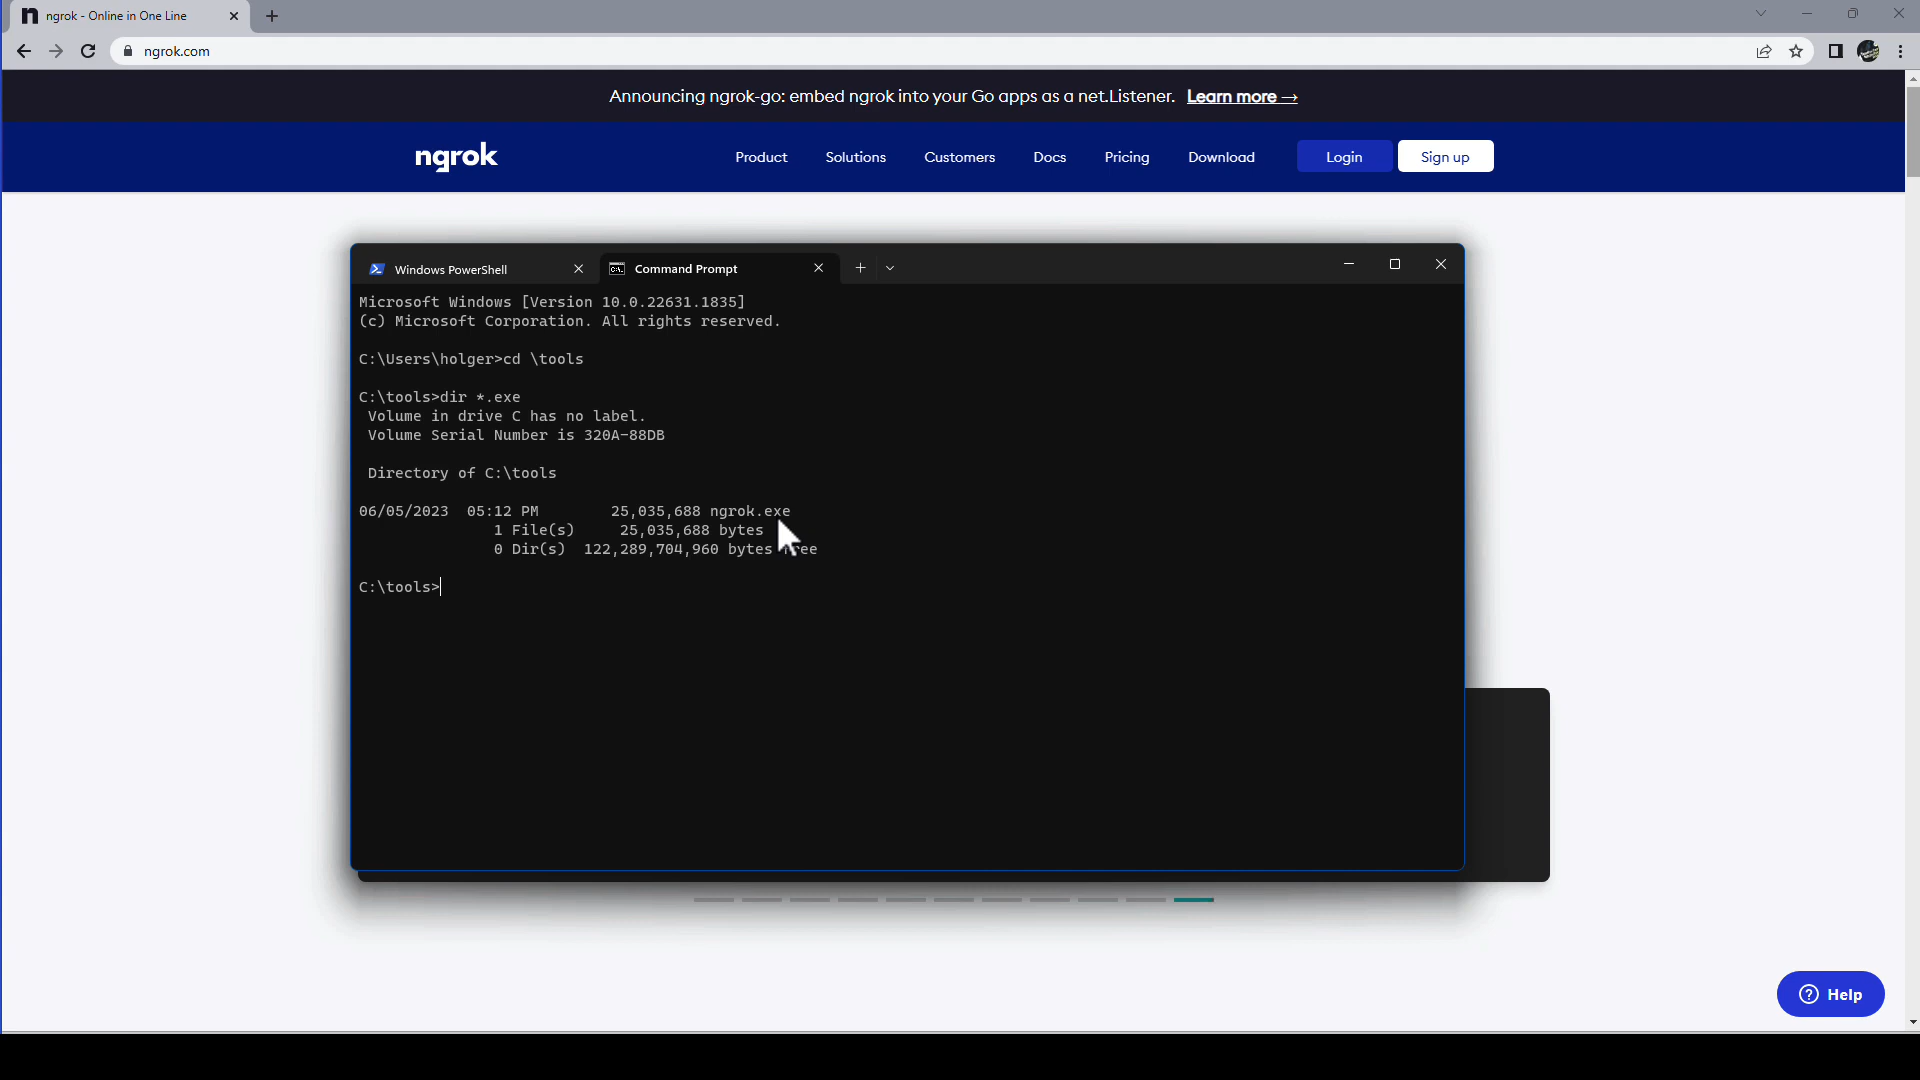 ngrok - Online in One Line
ngrok.com
Announcing ngrok-go: embed ngrok into your Go apps as a net.Listener. Learn more →
ngrok Product Solutions Customers Docs Pricing Download Login Sign up
Windows PowerShell Command Prompt
Microsoft Windows [Version 10.0.22631.1835]
(c) Microsoft Corporation. All rights reserved.
C:\Users\holger>cd \tools
C:\tools>dir *.exe
Volume in drive C has no label.
Volume Serial Number is 320A-88DB
Directory of C:\tools
06/05/2023 05:12 PM 25,035,688 ngrok.exe
1 File(s) 25,035,688 bytes
0 Dir(s) 122,289,704,960 bytes free
C:\tools>
Help